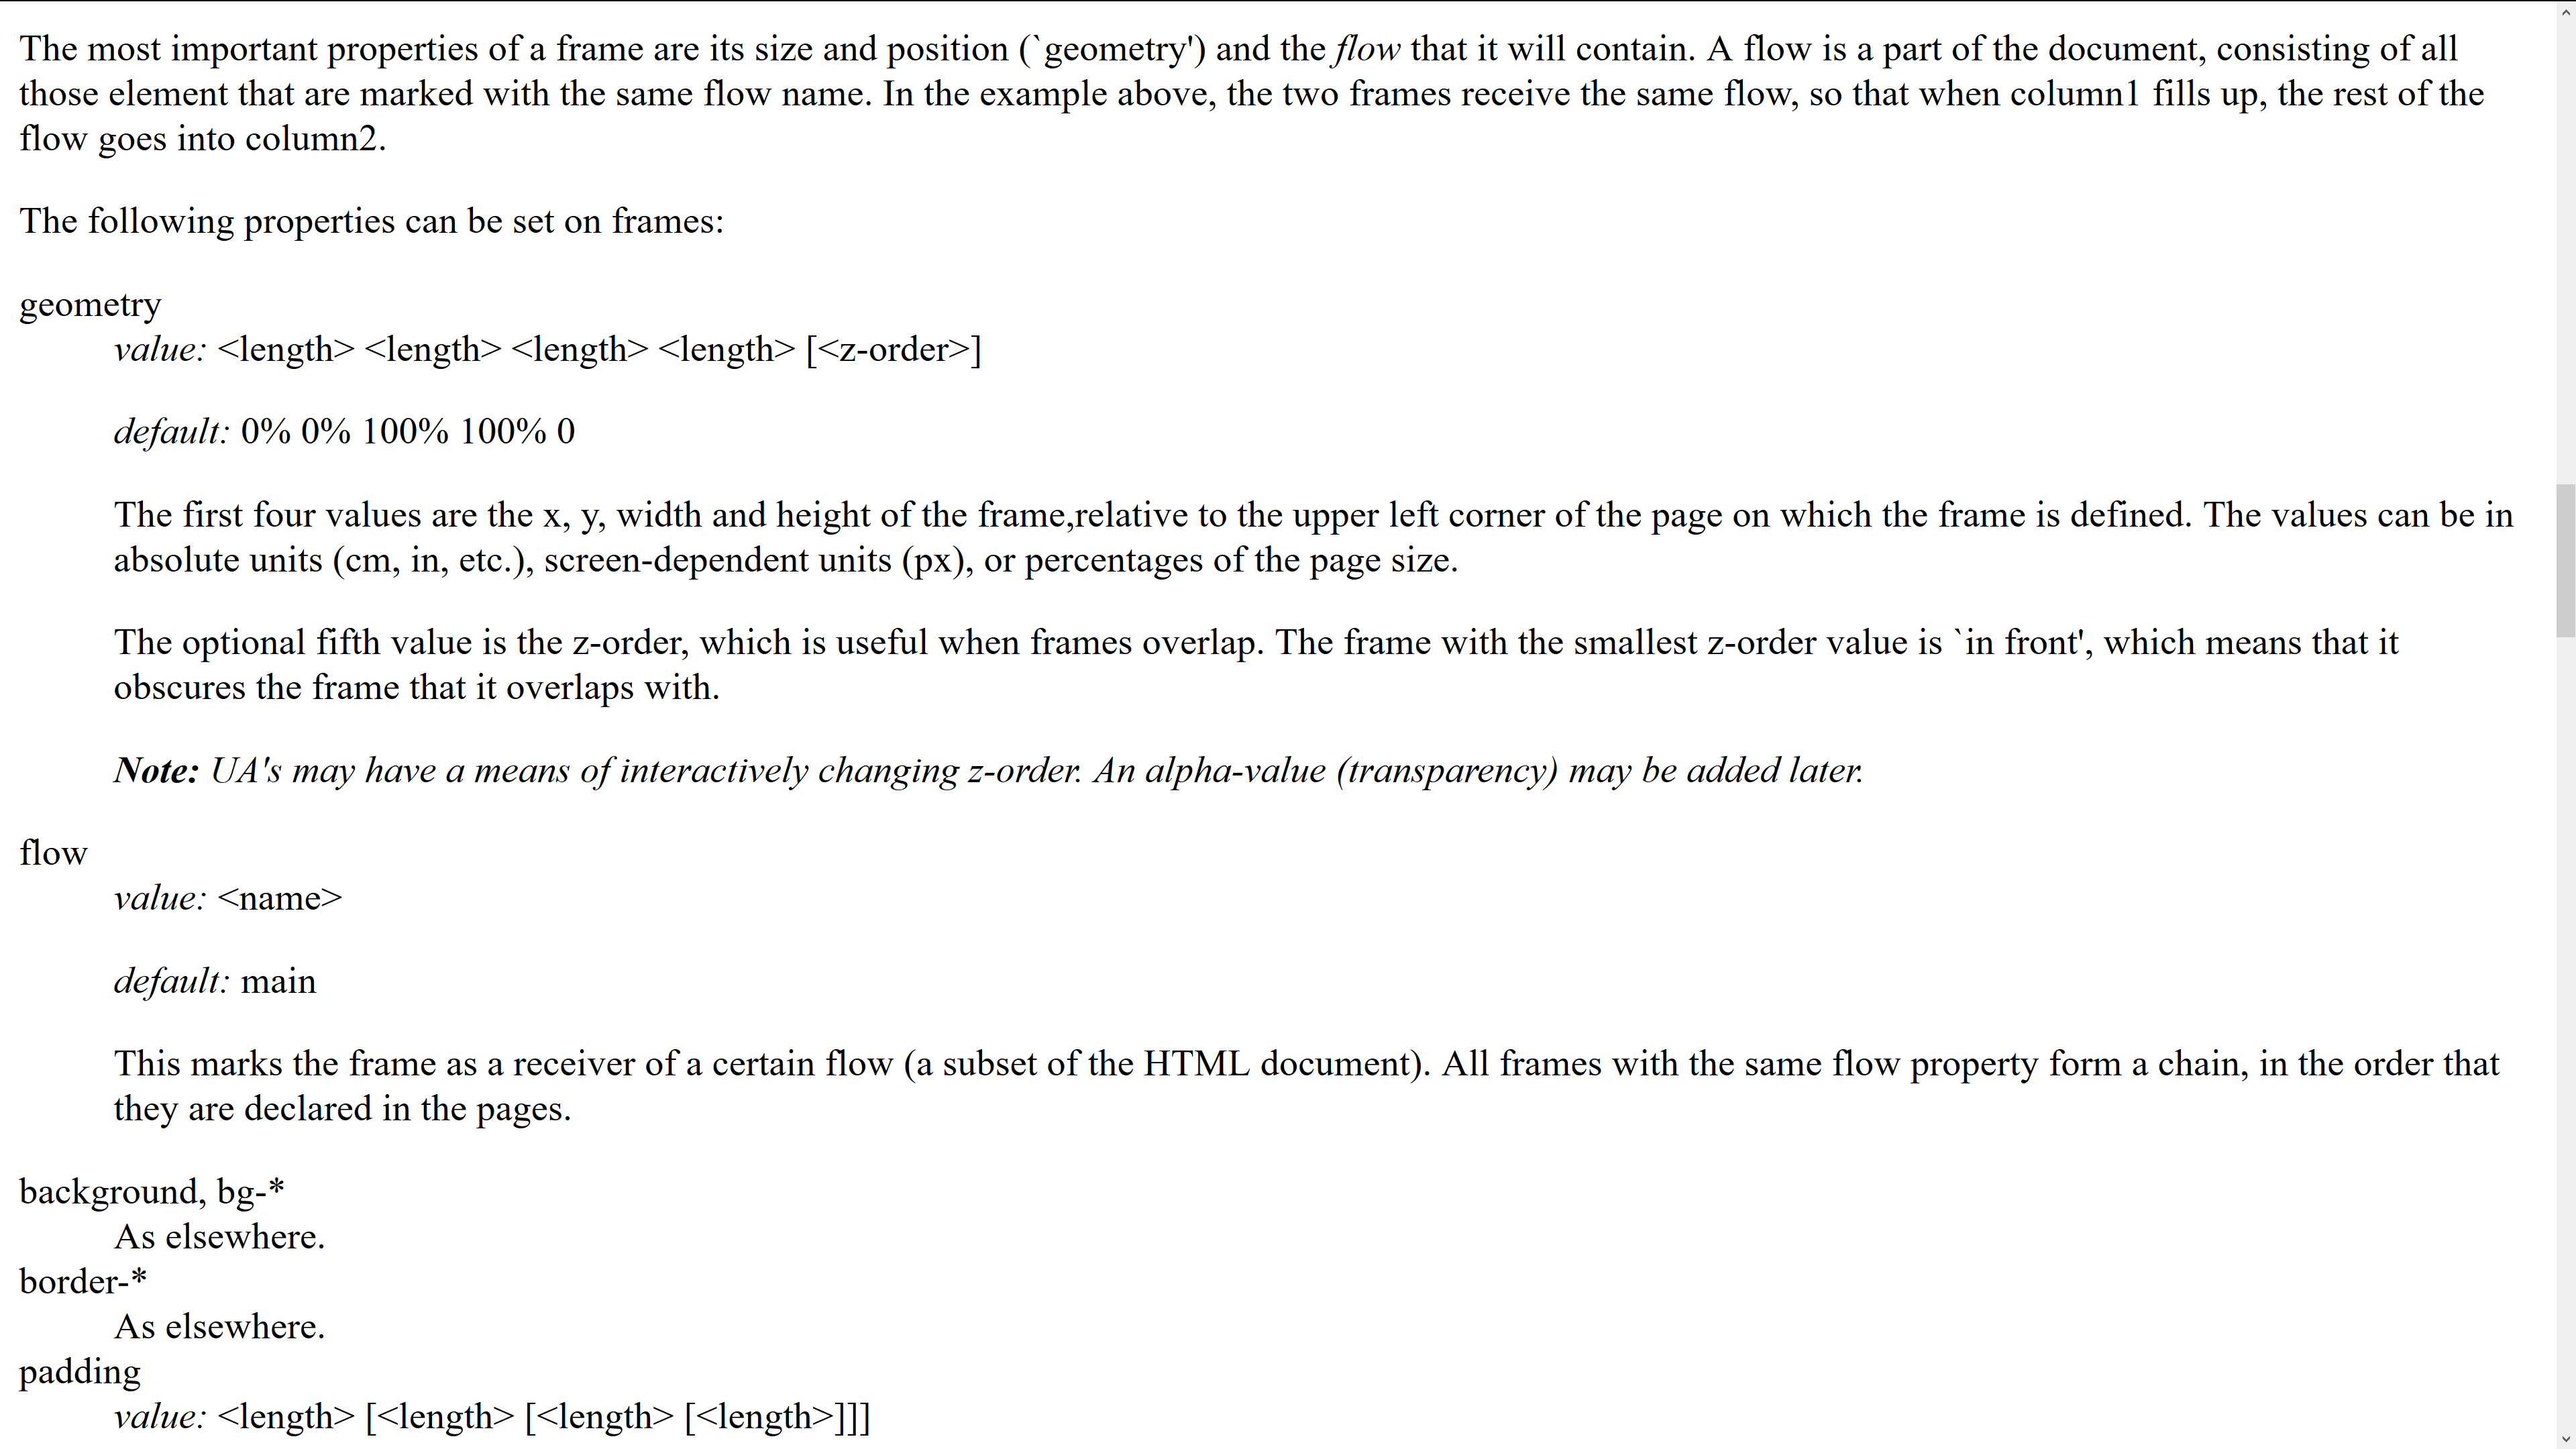 The most important properties of a frame are its size and position (`geometry') and the flow that it will contain. A flow is a part of the document, consisting of all
those element that are marked with the same flow name. In the example above, the two frames receive the same flow, so that when column1 fills up, the rest of the
flow goes into column2.
The following properties can be set on frames:
geometry
value: <length> <length> <length> <length> [<z-order>]
default: 0% 0% 100% 100% 0
The first four values are the x, y, width and height of the frame,relative to the upper left corner of the page on which the frame is defined. The values can be in
absolute units (cm, in, etc.), screen-dependent units (px), or percentages of the page size.
The optional fifth value is the z-order, which is useful when frames overlap. The frame with the smallest z-order value is `in front', which means that it
obscures the frame that it overlaps with.
Note: UA's may have a means of interactively changing z-order. An alpha-value (transparency) may be added later.
flow
value: <name>
default: main
This marks the frame as a receiver of a certain flow (a subset of the HTML document). All frames with the same flow property form a chain, in the order that
they are declared in the pages.
background, bg-*
As elsewhere.
border-*
As elsewhere.
padding
value: <length> [<length> [<length> [<length>]]]